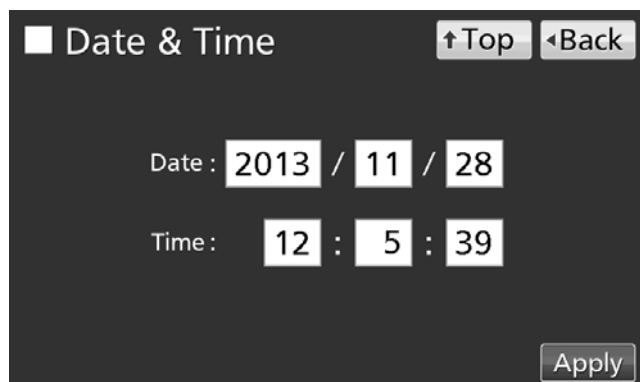 Date & Time ↑Top ◂Back
Date : 2013 / 11 / 28
Time : 12 : 5 : 39
Apply